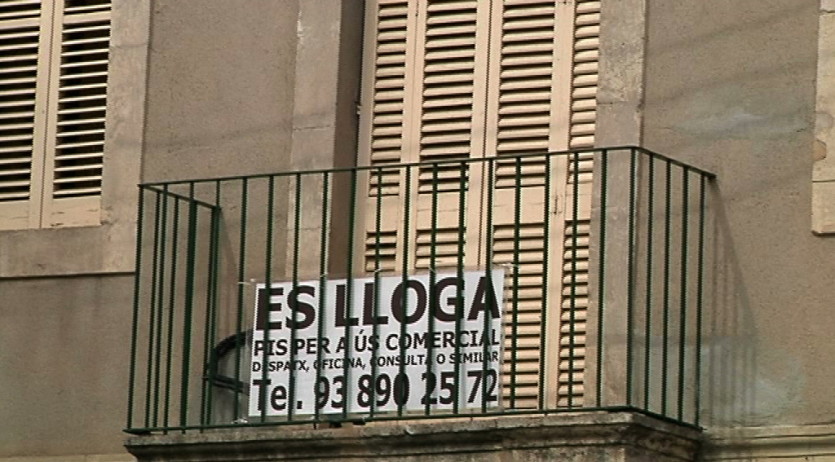 ES LLOGA
PIS PER A ÚS COMERCIAL
DESPATX, OFICINA, CONSULTA O SIMILAR
Tel. 93 890 25 72